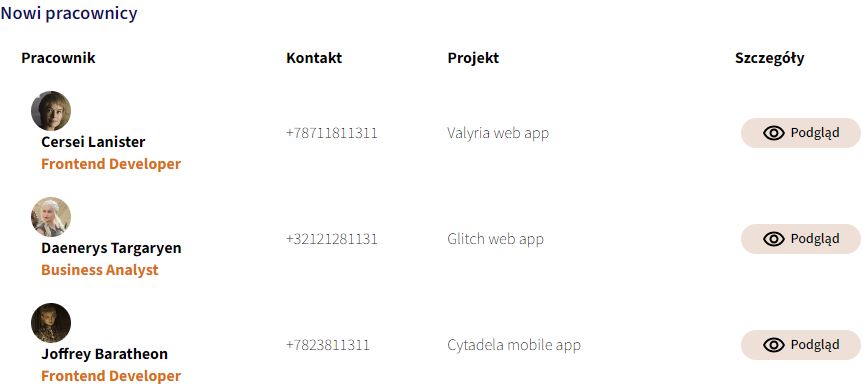 Nowi pracownicy
Pracownik Kontakt Projekt Szczegóły
Cersei Lanister
Frontend Developer
+78711811311 Valyria web app Podgląd
Daenerys Targaryen
Business Analyst
+32121281131 Glitch web app Podgląd
Joffrey Baratheon
Frontend Developer
+7823811311 Cytadela mobile app Podgląd